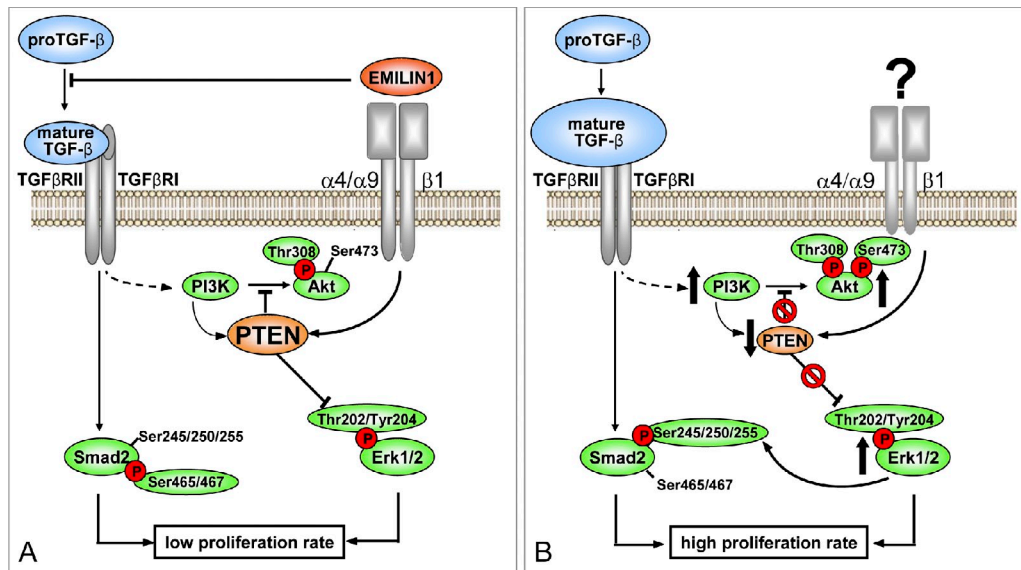 proTGF-β
EMILIN1
mature
TGF-β
TGFβRII
TGFβRI
α4/α9
β1
Thr308
Ser473
P
PI3K
Akt
PTEN
Thr202/Tyr204
P
Erk1/2
Ser245/250/255
Smad2
P
Ser465/467
low proliferation rate
A
proTGF-β
?
mature
TGF-β
TGFβRII
TGFβRI
α4/α9
β1
Thr308
Ser473
P
P
PI3K
Akt
PTEN
Thr202/Tyr204
P
Ser245/250/255
P
Smad2
Erk1/2
Ser465/467
high proliferation rate
B